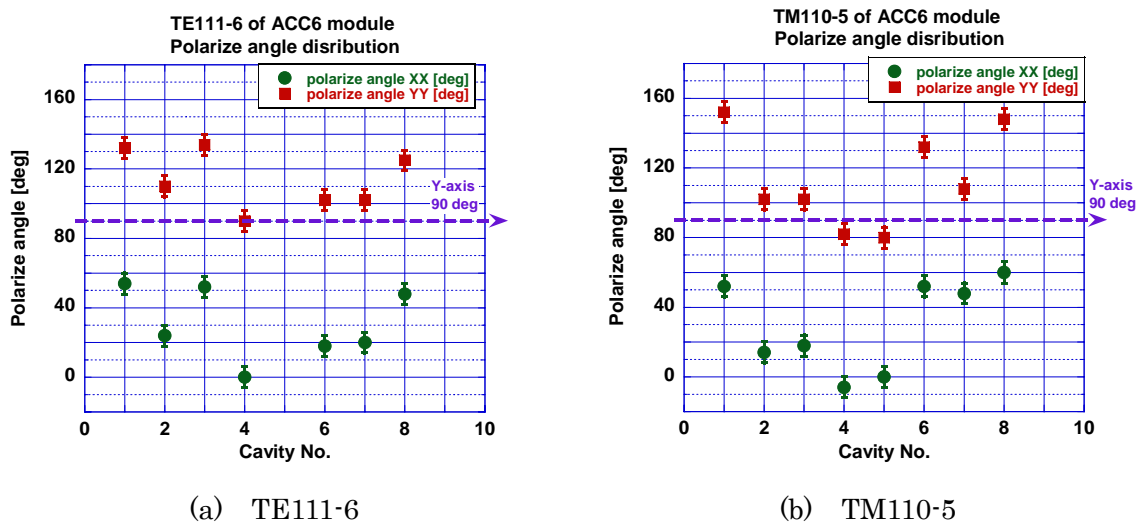 TE111-6 of ACC6 module
Polarize angle disribution
polarize angle XX [deg]
polarize angle YY [deg]
Polarize angle [deg]
160
120
80
40
0
Y-axis
90 deg
0 2 4 6 8 10
Cavity No.
(a) TE111-6
TM110-5 of ACC6 module
Polarize angle disribution
polarize angle XX [deg]
polarize angle YY [deg]
Polarize angle [deg]
160
120
80
40
0
Y-axis
90 deg
0 2 4 6 8 10
Cavity No.
(b) TM110-5